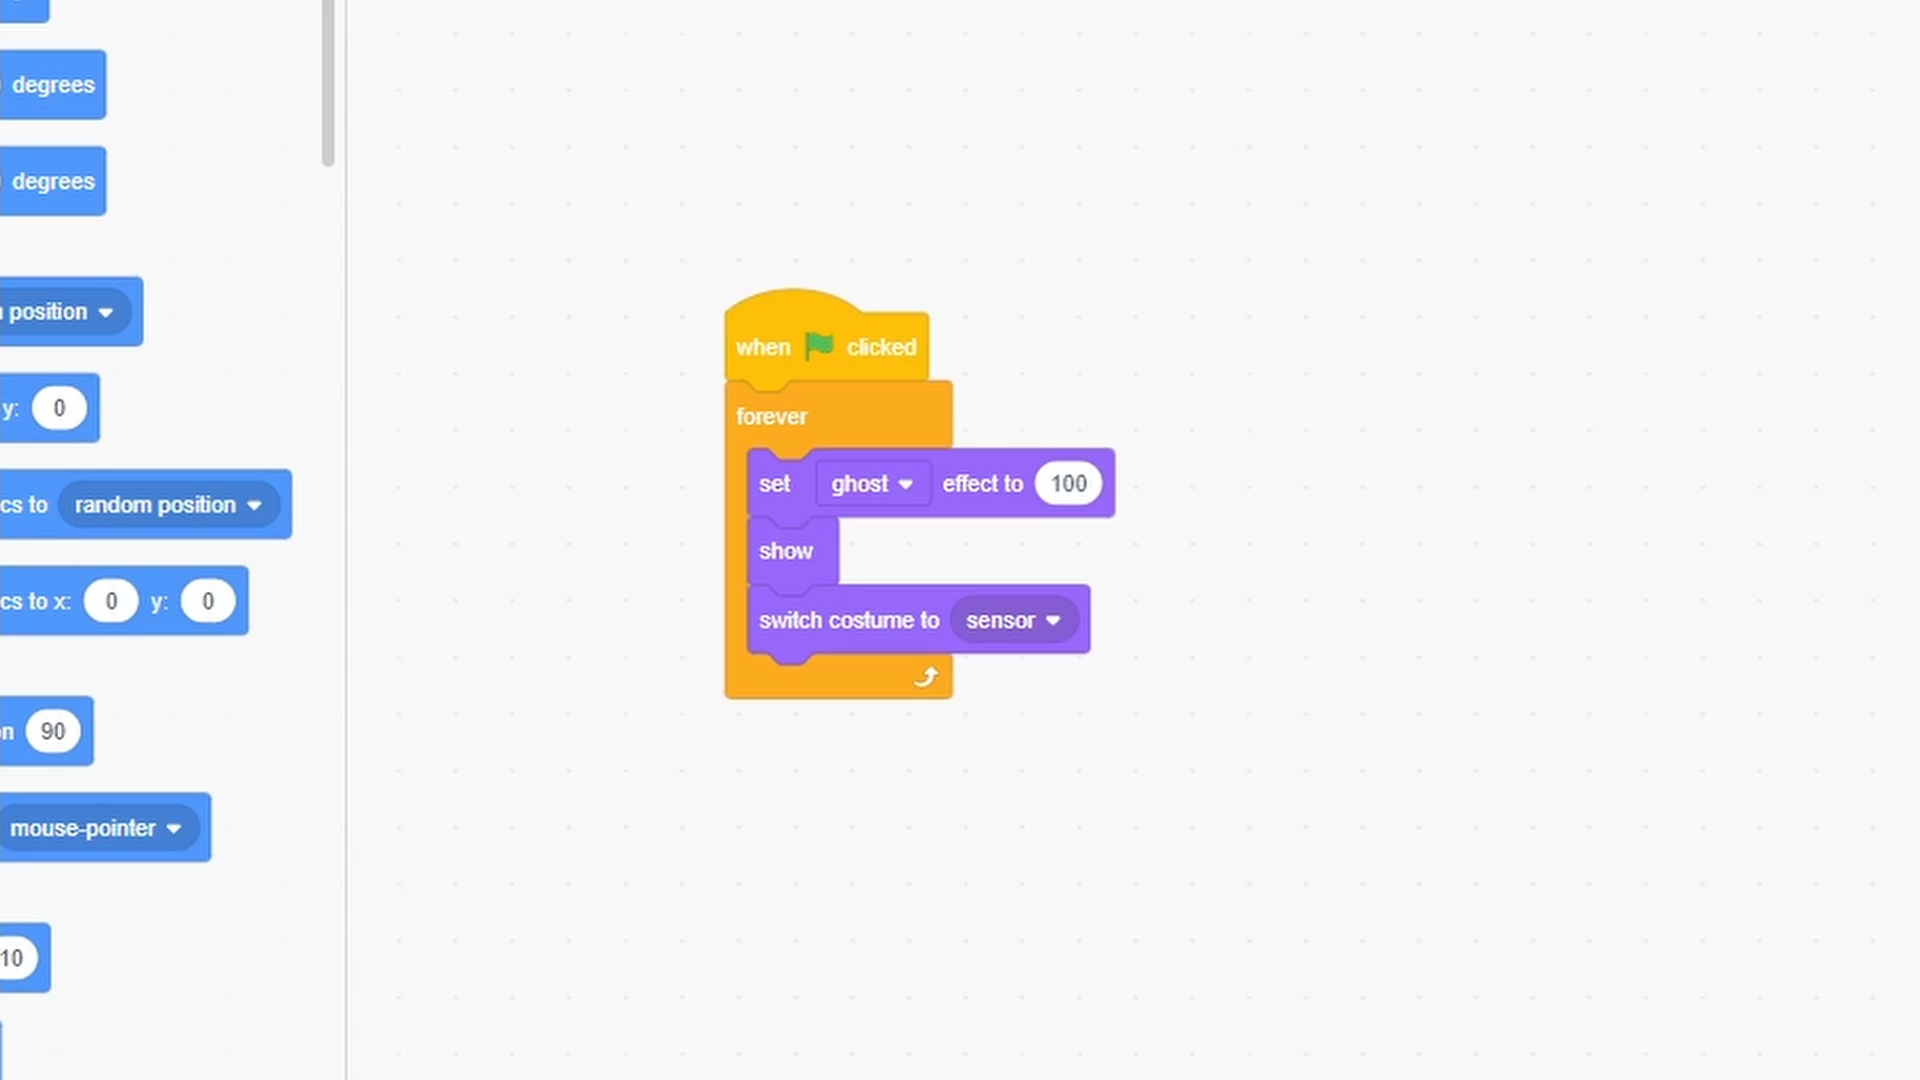 degrees
degrees
position
y: 0
cs to random position
cs to x: 0 y: 0
90
mouse-pointer
10
when clicked
forever
set ghost effect to 100
show
switch costume to sensor